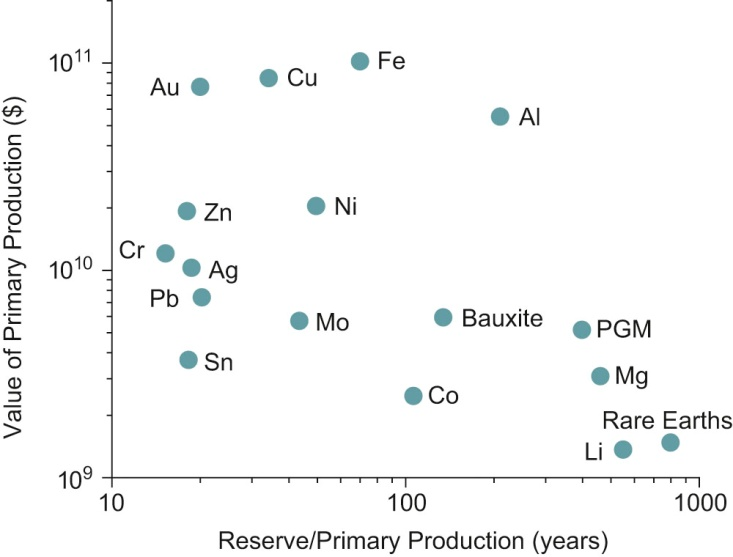 10¹¹
Fe
Cu
Au
Al
Ni
Zn
Cr
10¹⁰
Ag
Pb
Bauxite
Mo
PGM
Sn
Mg
Co
Rare Earths
Li
10⁹
10
100
1000
Reserve/Primary Production (years)
Value of Primary Production ($)